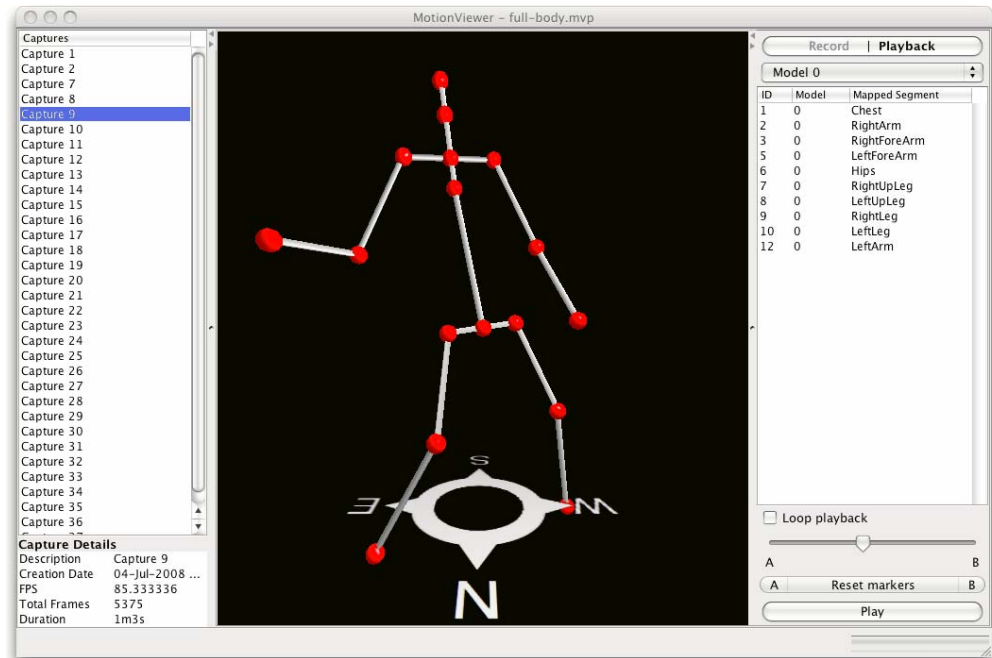 MotionViewer – full-body.mvp
Captures
Capture 1
Capture 2
Capture 7
Capture 8
Capture 9
Capture 10
Capture 11
Capture 12
Capture 13
Capture 14
Capture 15
Capture 16
Capture 17
Capture 18
Capture 19
Capture 20
Capture 21
Capture 22
Capture 23
Capture 24
Capture 25
Capture 26
Capture 27
Capture 28
Capture 29
Capture 30
Capture 31
Capture 32
Capture 33
Capture 34
Capture 35
Capture 36
Capture Details
Description Capture 9
Creation Date 04-Jul-2008 ...
FPS 85.333336
Total Frames 5375
Duration 1m3s
S
E W
N
Record | Playback
Model 0
ID Model Mapped Segment
1 0 Chest
2 0 RightArm
3 0 RightForeArm
5 0 LeftForeArm
6 0 Hips
7 0 RightUpLeg
8 0 LeftUpLeg
9 0 RightLeg
10 0 LeftLeg
12 0 LeftArm
Loop playback
A B
A Reset markers B
Play